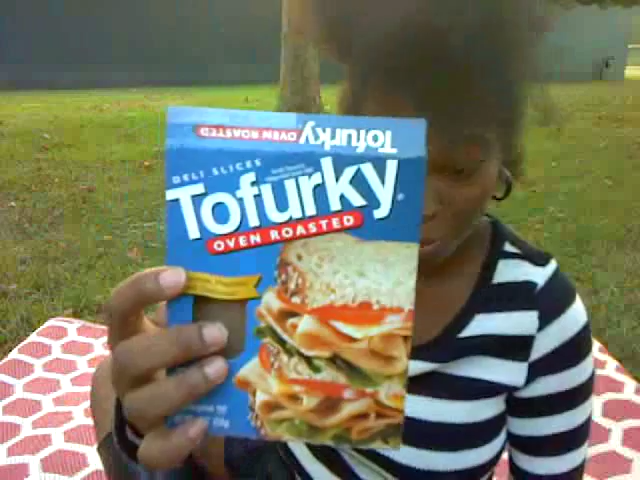 Tofurky
OVEN ROASTED
DELI SLICES
Tofurky
OVEN ROASTED